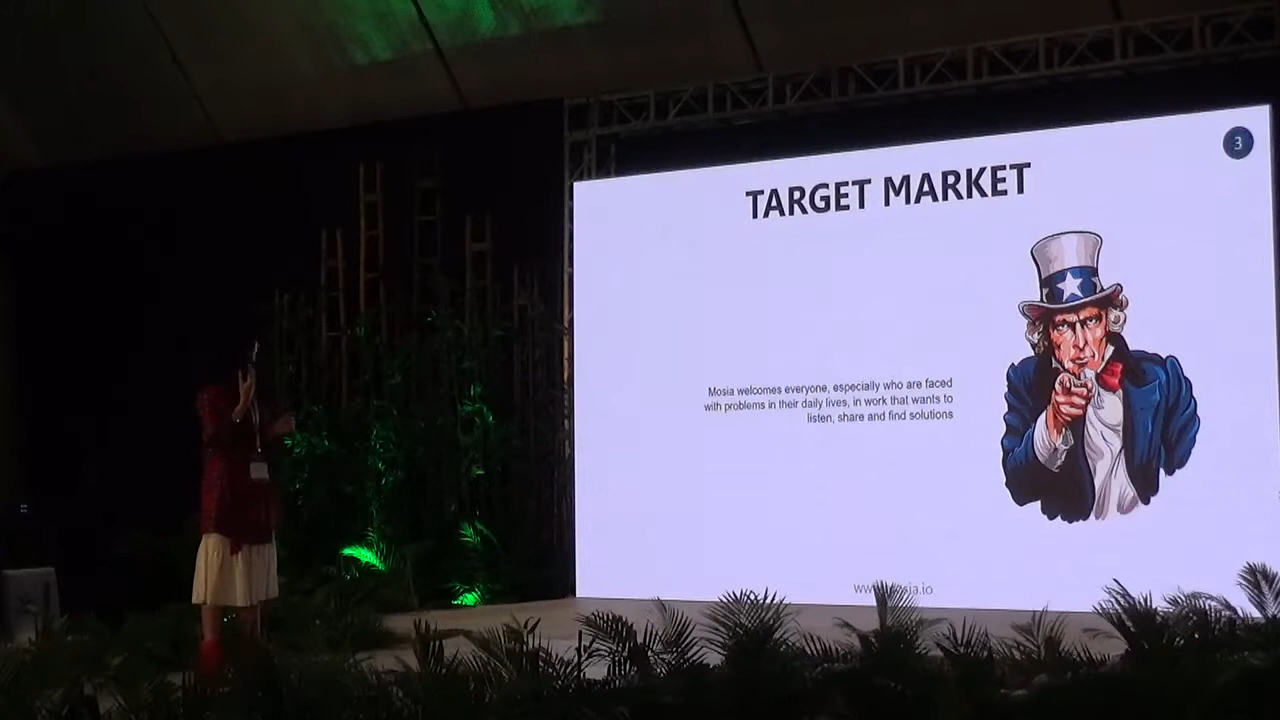 3
TARGET MARKET
Mosia welcomes everyone, especially who are faced
with problems in their daily lives, in work that wants to
listen, share and find solutions